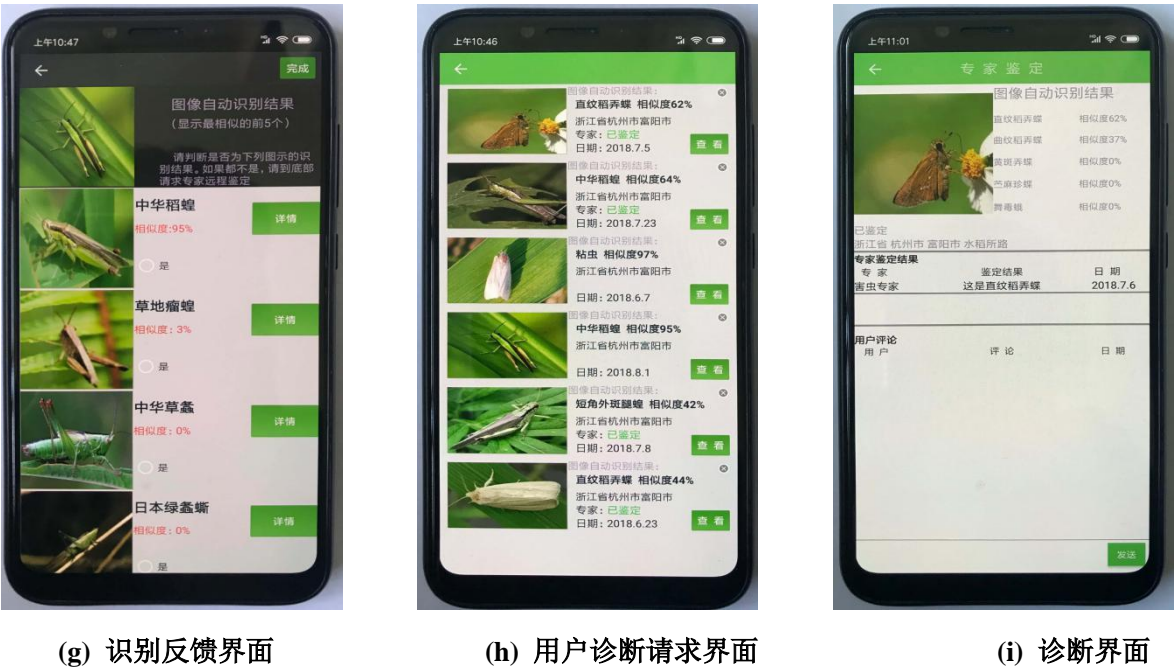 上午10:47
完成
图像自动识别结果
(显示最相似的前5个)
请判断是否为下列图示的识
别结果。如果都不是，请到底部
请求专家远程鉴定
中华稻蝗
相似度:95%
详情
是
草地瘤蝗
相似度：3%
详情
是
中华草螽
相似度：0%
详情
是
日本绿螽蟖
相似度：0%
详情
是
(g) 识别反馈界面
上午10:46
图像自动识别结果：
直纹稻弄蝶 相似度62%
浙江省杭州市富阳市
专家：已鉴定
日期：2018.7.5
查 看
图像自动识别结果：
中华稻蝗 相似度64%
浙江省杭州市富阳市
专家：已鉴定
日期：2018.7.23
查 看
图像自动识别结果：
粘虫 相似度97%
浙江省杭州市富阳市
日期：2018.6.7
查 看
图像自动识别结果：
中华稻蝗 相似度95%
浙江省杭州市富阳市
日期：2018.8.1
查 看
图像自动识别结果：
短角外斑腿蝗 相似度42%
浙江省杭州市富阳市
专家：已鉴定
日期：2018.7.8
查 看
图像自动识别结果：
直纹稻弄蝶 相似度44%
浙江省杭州市富阳市
专家：已鉴定
日期：2018.6.23
查 看
(h) 用户诊断请求界面
上午11:01
专 家 鉴 定
图像自动识别结果
直纹稻弄蝶 相似度62%
曲纹稻弄蝶 相似度37%
黄斑弄蝶 相似度0%
苎麻珍蝶 相似度0%
舞毒蛾 相似度0%
已鉴定
浙江省 杭州市 富阳市 水稻所路
专家鉴定结果
专 家 鉴定结果 日 期
害虫专家 这是直纹稻弄蝶 2018.7.6
用户评论
用 户 评 论 日 期
发送
(i) 诊断界面